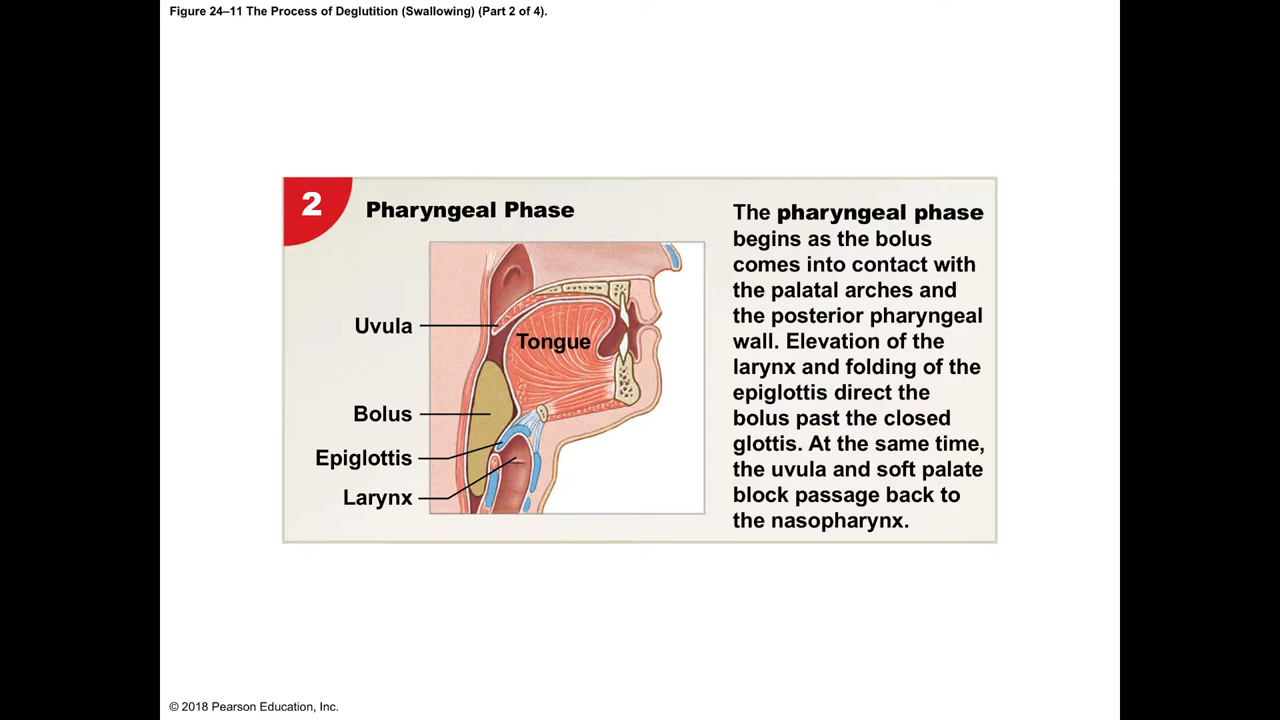 Figure 24–11 The Process of Deglutition (Swallowing) (Part 2 of 4).
2
Pharyngeal Phase
Uvula
Tongue
Bolus
Epiglottis
Larynx
The pharyngeal phase
begins as the bolus
comes into contact with
the palatal arches and
the posterior pharyngeal
wall. Elevation of the
larynx and folding of the
epiglottis direct the
bolus past the closed
glottis. At the same time,
the uvula and soft palate
block passage back to
the nasopharynx.
© 2018 Pearson Education, Inc.